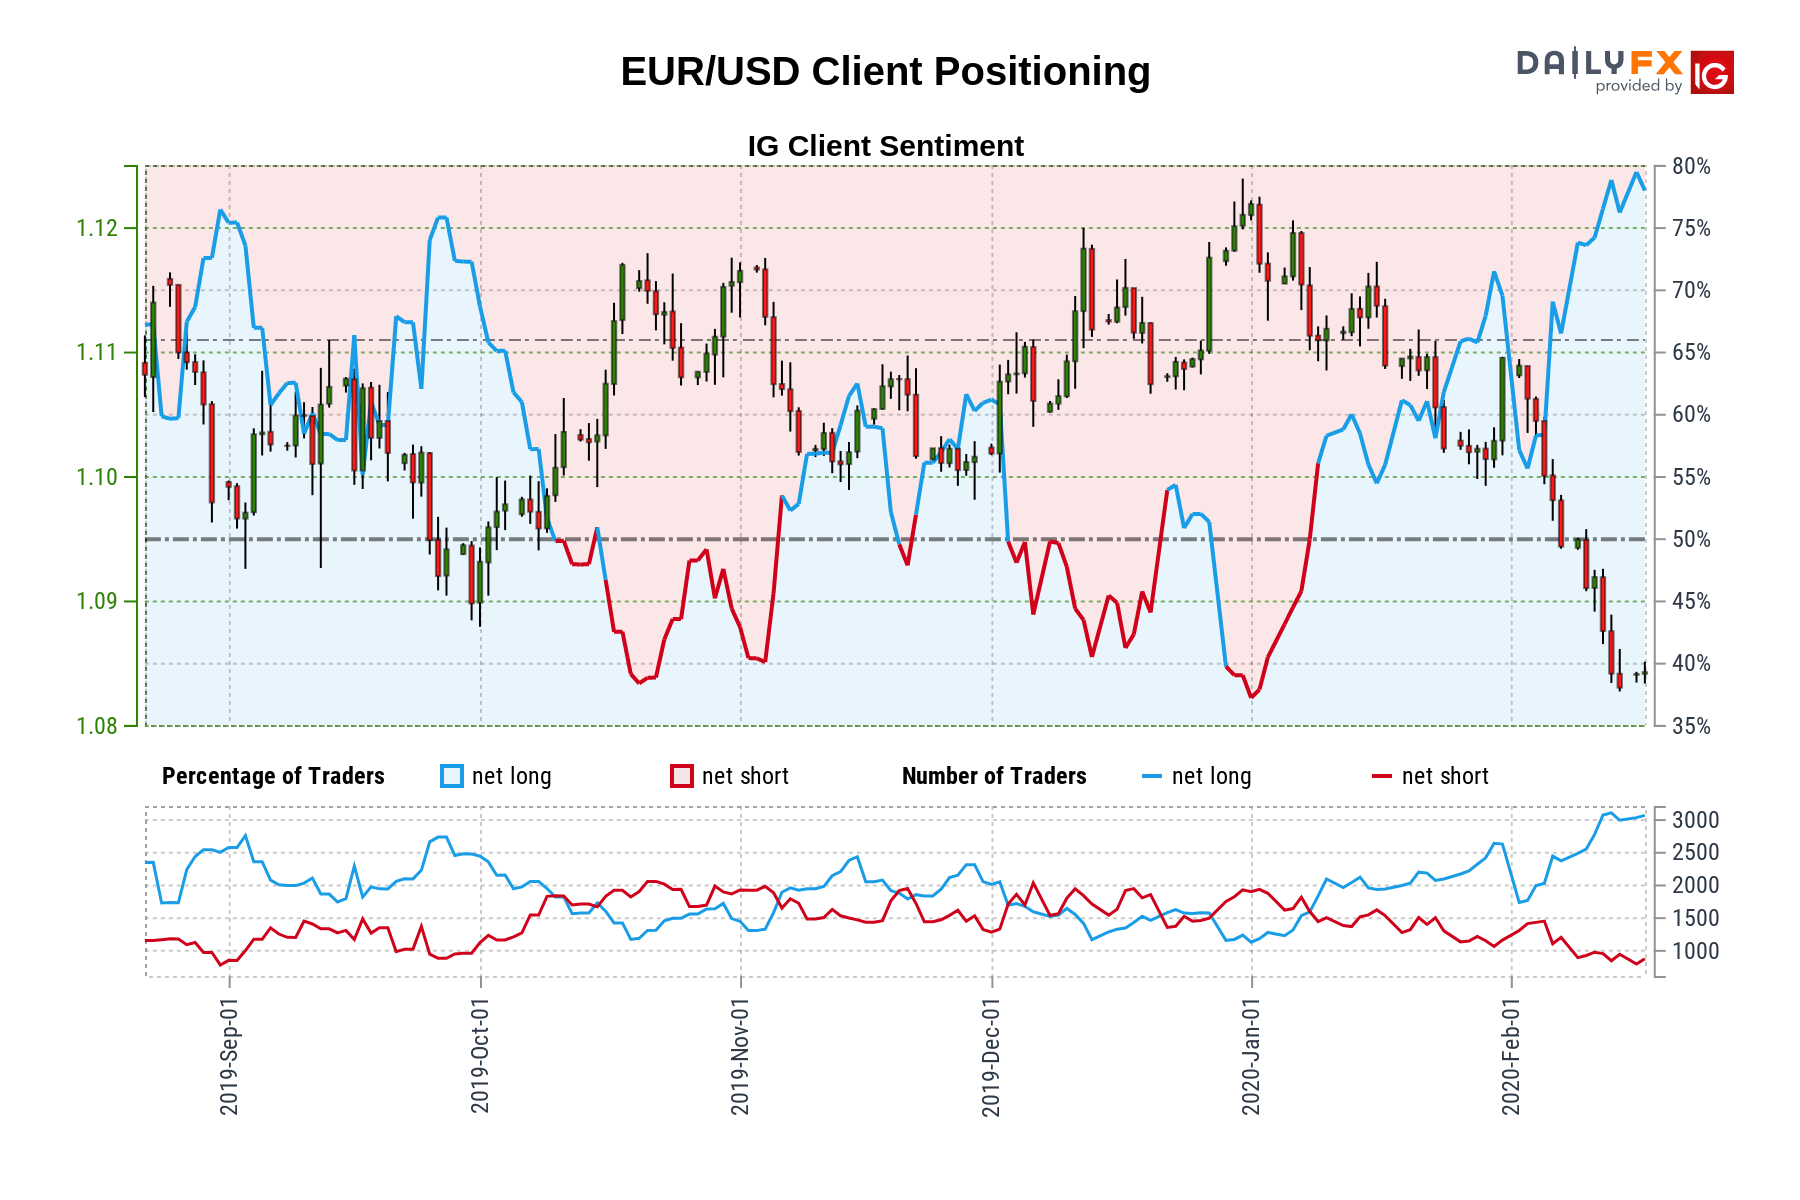 EUR/USD Client Positioning
DAILYFX
provided by
IG
IG Client Sentiment
1.12
1.11
1.10
1.09
1.08
80%
75%
70%
65%
60%
55%
50%
45%
40%
35%
Percentage of Traders net long net short Number of Traders net long net short
3000
2500
2000
1500
1000
2019-Sep-01
2019-Oct-01
2019-Nov-01
2019-Dec-01
2020-Jan-01
2020-Feb-01